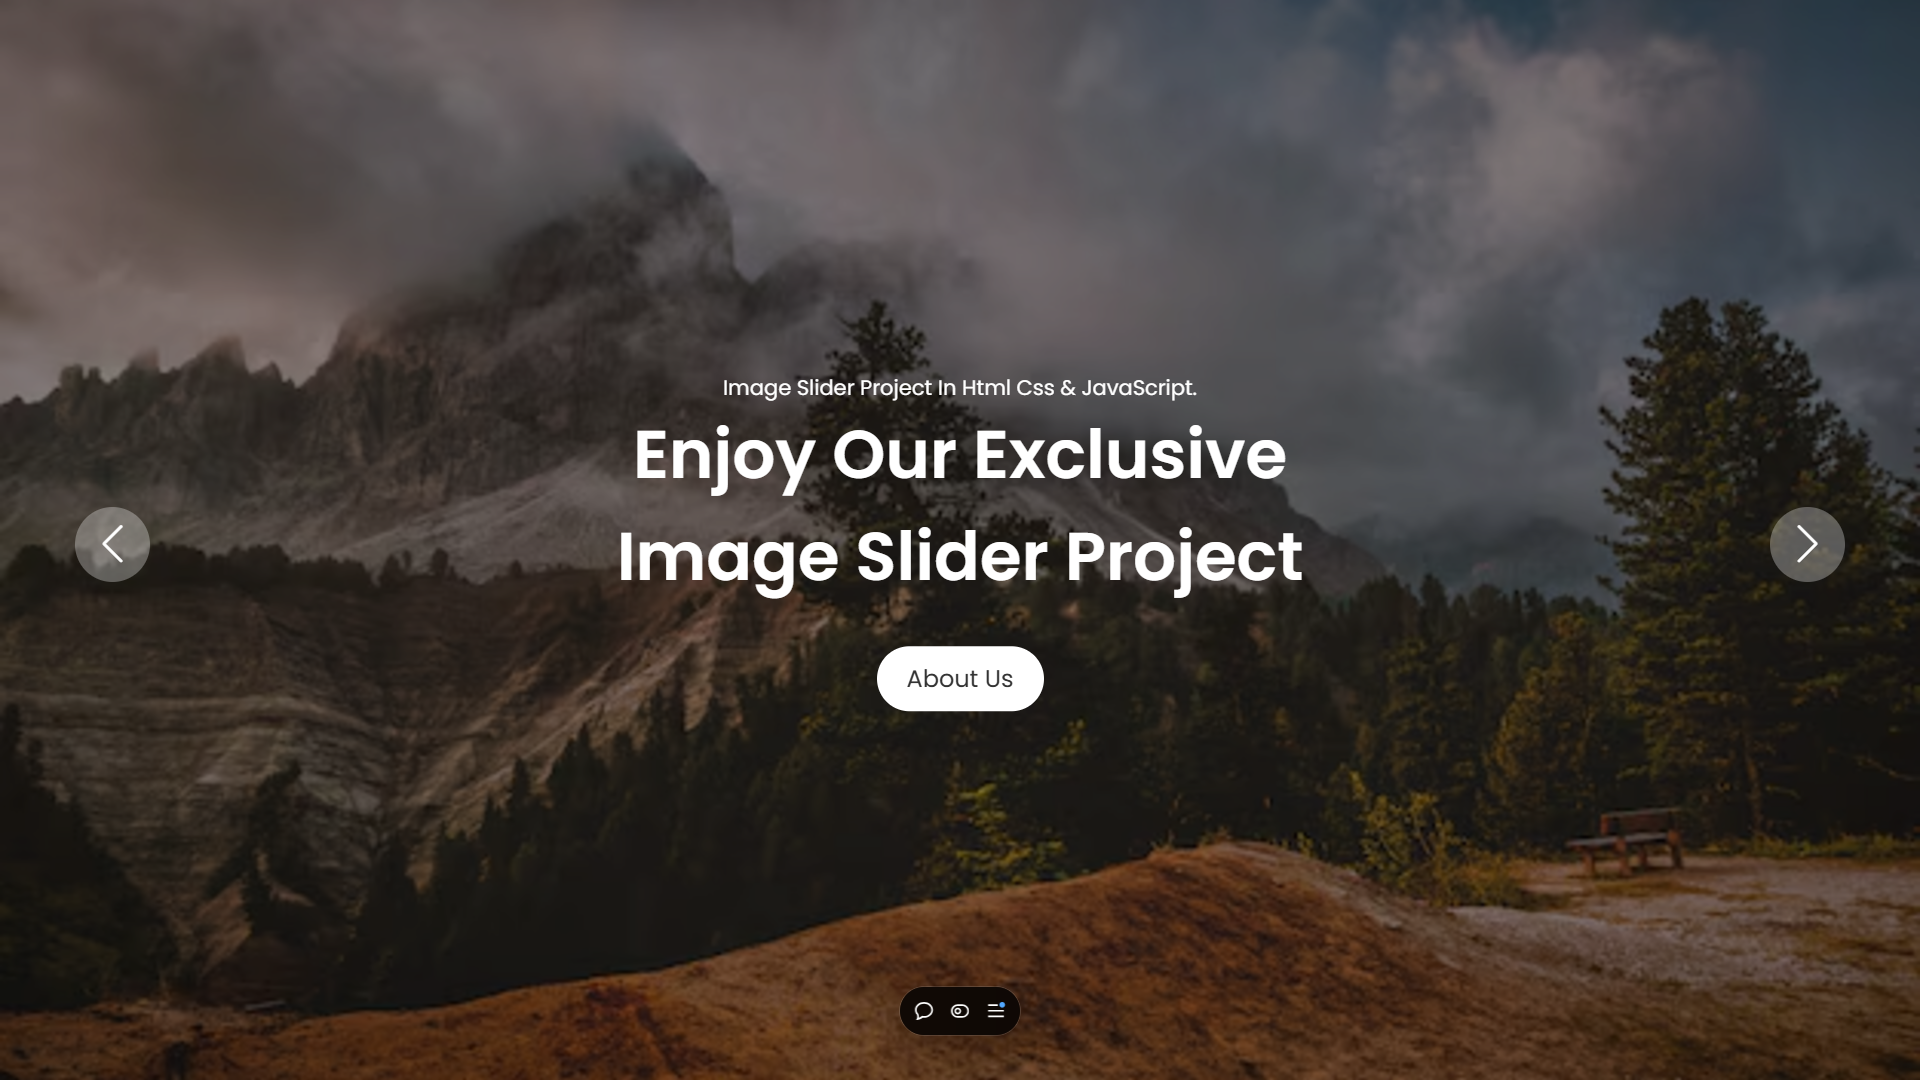 Image Slider Project In Html Css & JavaScript.
Enjoy Our Exclusive
Image Slider Project
About Us